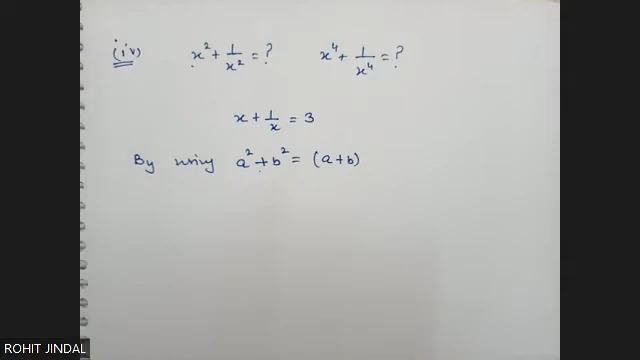 (iv) x² + 1/x² = ? x⁴ + 1/x⁴ = ?
x + 1/x = 3
By using a² + b² = (a+b)
ROHIT JINDAL